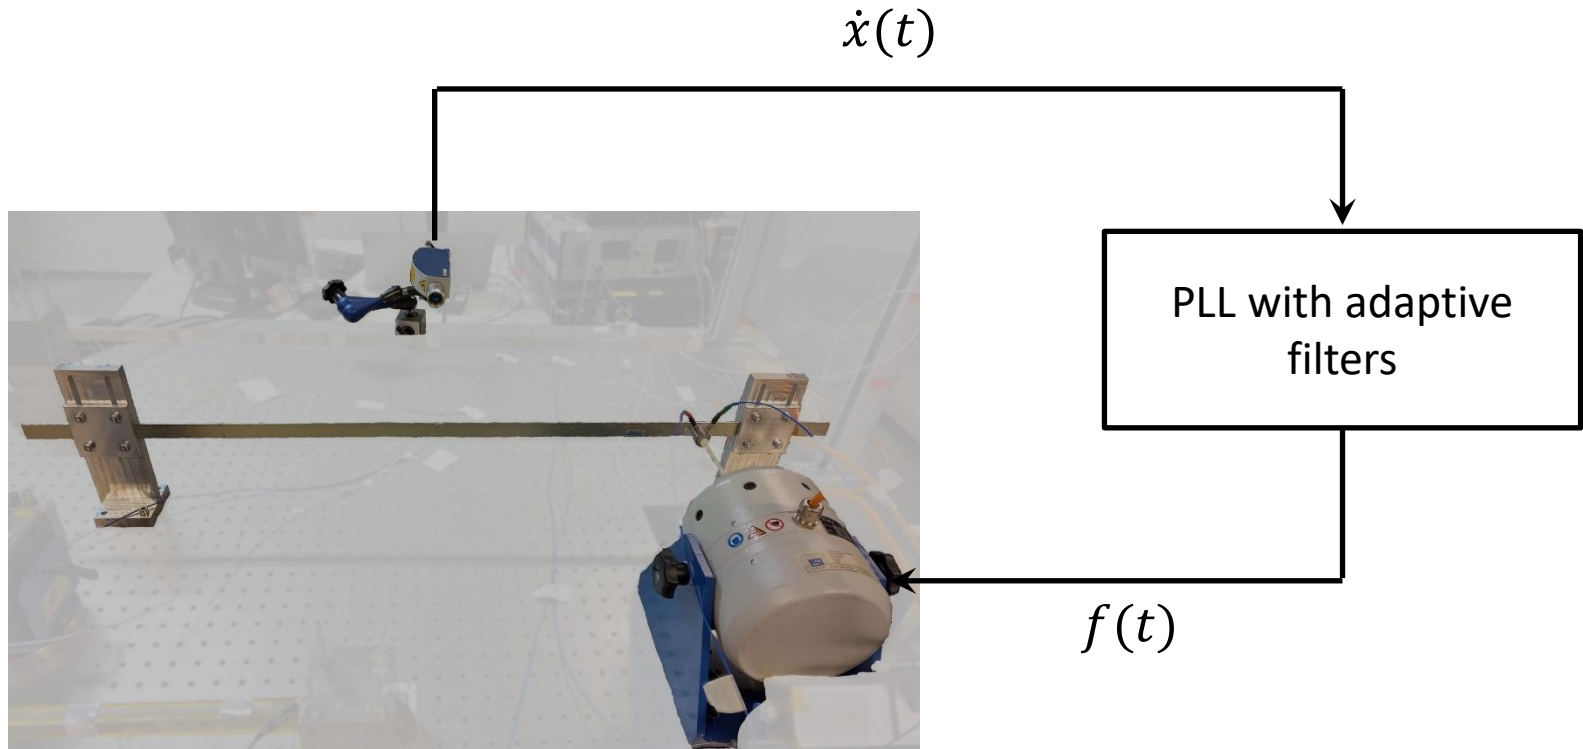 ẋ(t)
PLL with adaptive
filters
f(t)